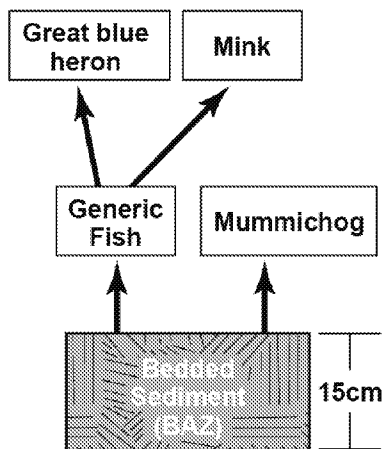 Great blue
heron
Mink
Generic
Fish
Mummichog
Bedded
Sediment
(BAZ)
15cm